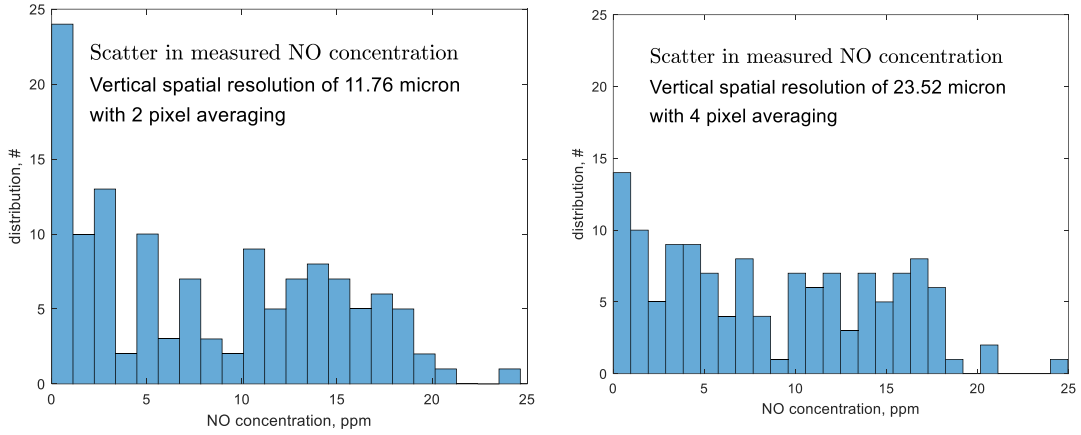 25
20
15
10
5
0
distribution, #
Scatter in measured NO concentration
Vertical spatial resolution of 11.76 micron
with 2 pixel averaging
0 5 10 15 20 25
NO concentration, ppm
25
20
15
10
5
0
distribution, #
Scatter in measured NO concentration
Vertical spatial resolution of 23.52 micron
with 4 pixel averaging
0 5 10 15 20 25
NO concentration, ppm